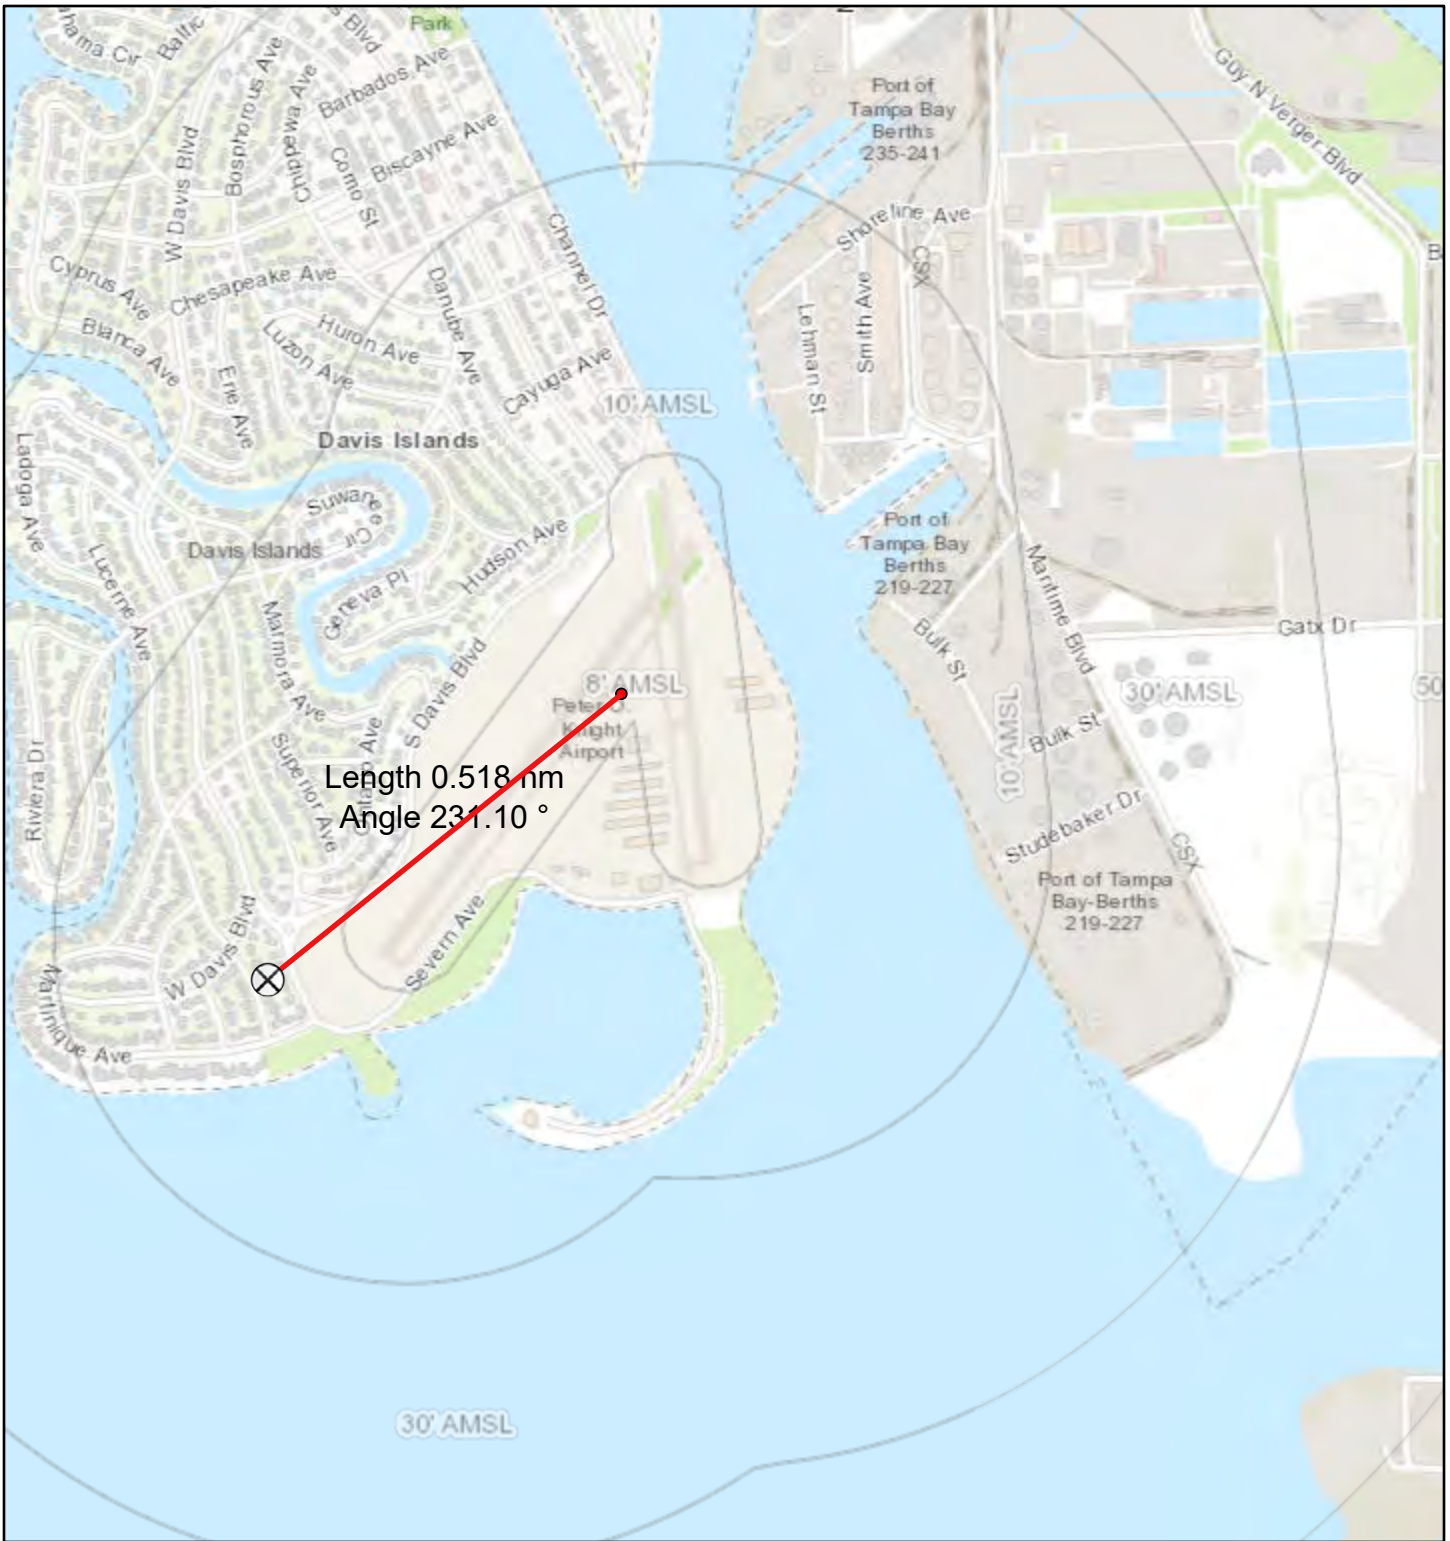 Park
Baltic
Barbados Ave
Bosphorous Ave
Chippewa Ave
Biscayne Ave
Como St
W Davis Blvd
Port of
Tampa Bay
Berths
235-241
Guy N Verger Blvd
Shoreline Ave
CSX
Channel Dr
Cyprus Ave
Chesapeake Ave
Danube Ave
Blanca Ave
Huron Ave
Luzon Ave
Erie Ave
Cayuga Ave
Lehman St
Smith Ave
10' AMSL
Davis Islands
Ladoga Ave
Suwanee Cir
Davis Islands
Hudson Ave
Port of
Tampa Bay
Berths
219-227
Lucerne Ave
Geneva Pl
Marmora Ave
Maritime Blvd
Bulk St
Gatx Dr
S Davis Blvd
8' AMSL
10' AMSL
30' AMSL
50
Peter O.
Knight
Airport
Superior Ave
Bulk St
Riviera Dr
Length 0.518 nm
Angle 231.10 °
Studebaker Dr
CSX
Port of Tampa
Bay-Berths
219-227
W Davis Blvd
Severn Ave
Martinique Ave
30' AMSL